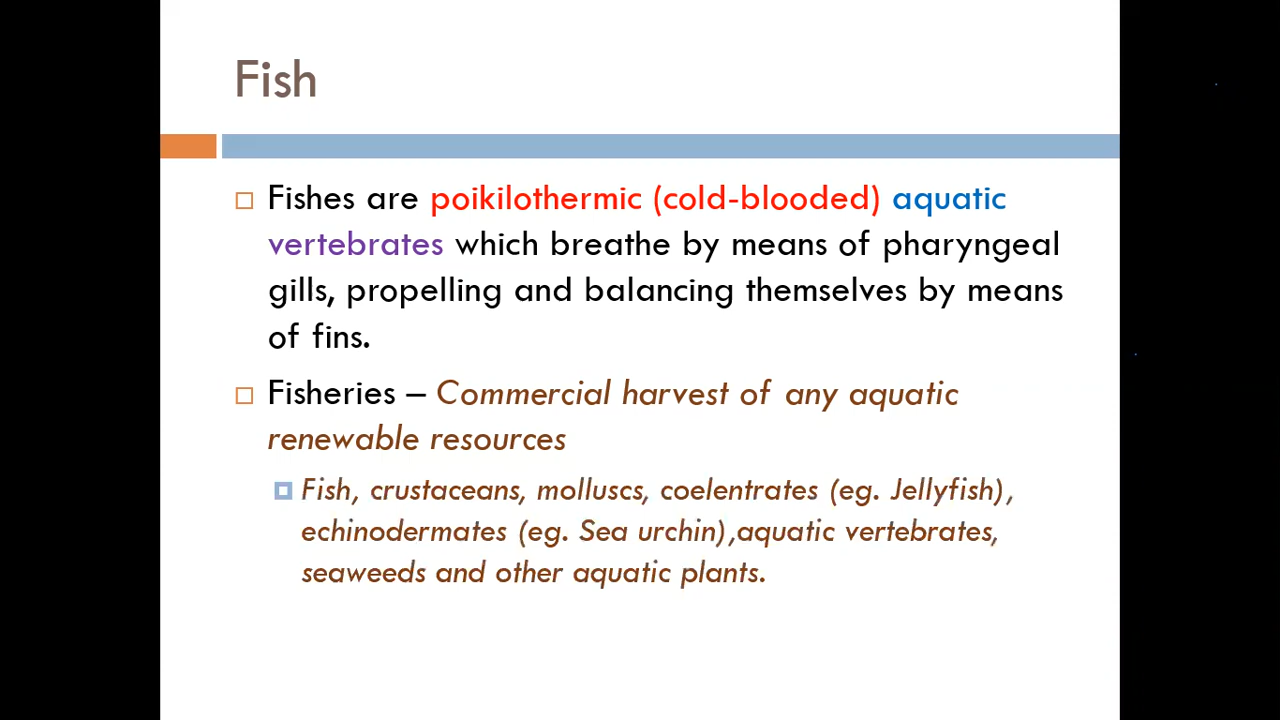 Fish
Fishes are poikilothermic (cold-blooded) aquatic
vertebrates which breathe by means of pharyngeal
gills, propelling and balancing themselves by means
of fins.
Fisheries – Commercial harvest of any aquatic
renewable resources
Fish, crustaceans, molluscs, coelentrates (eg. Jellyfish),
echinodermates (eg. Sea urchin),aquatic vertebrates,
seaweeds and other aquatic plants.